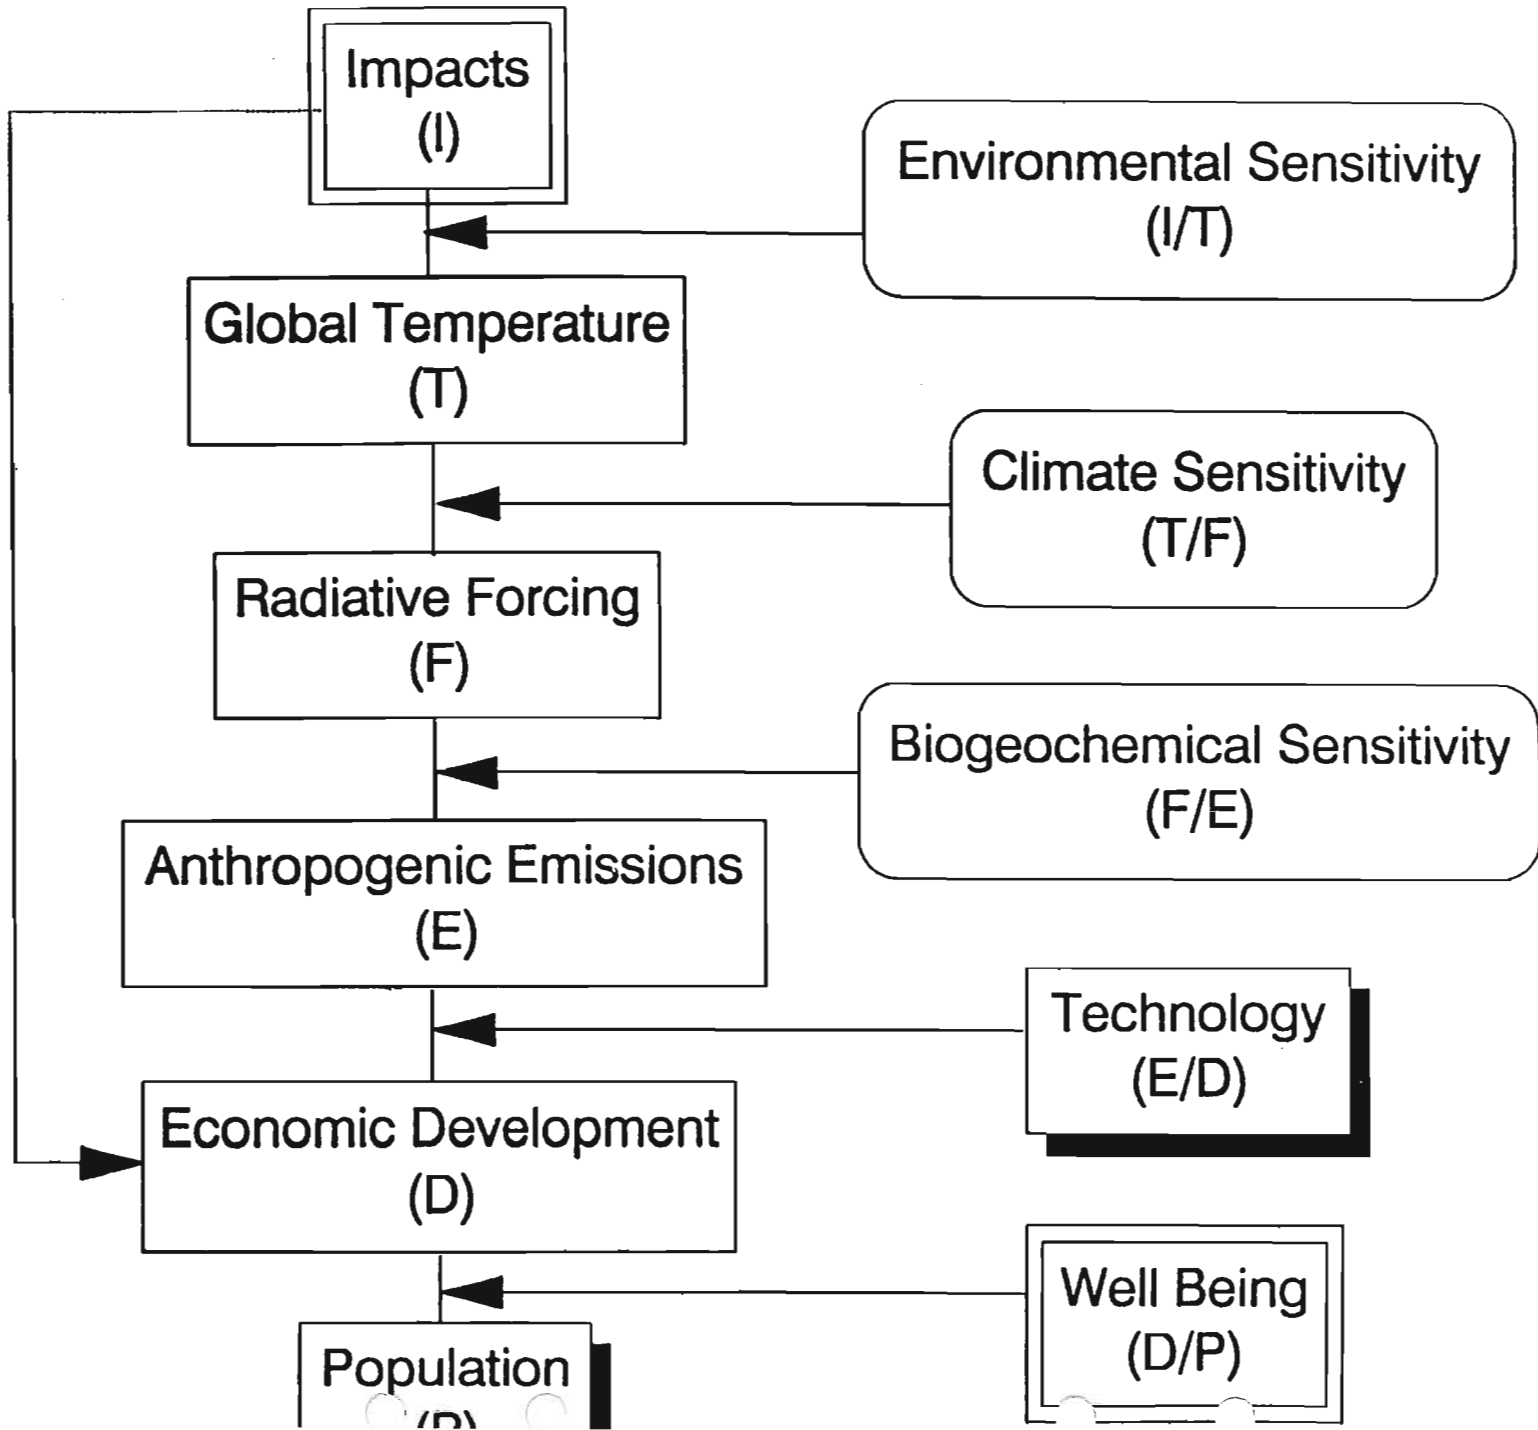 Impacts
(I)
Environmental Sensitivity
(I/T)
Global Temperature
(T)
Climate Sensitivity
(T/F)
Radiative Forcing
(F)
Biogeochemical Sensitivity
(F/E)
Anthropogenic Emissions
(E)
Technology
(E/D)
Economic Development
(D)
Well Being
(D/P)
Population
(P)